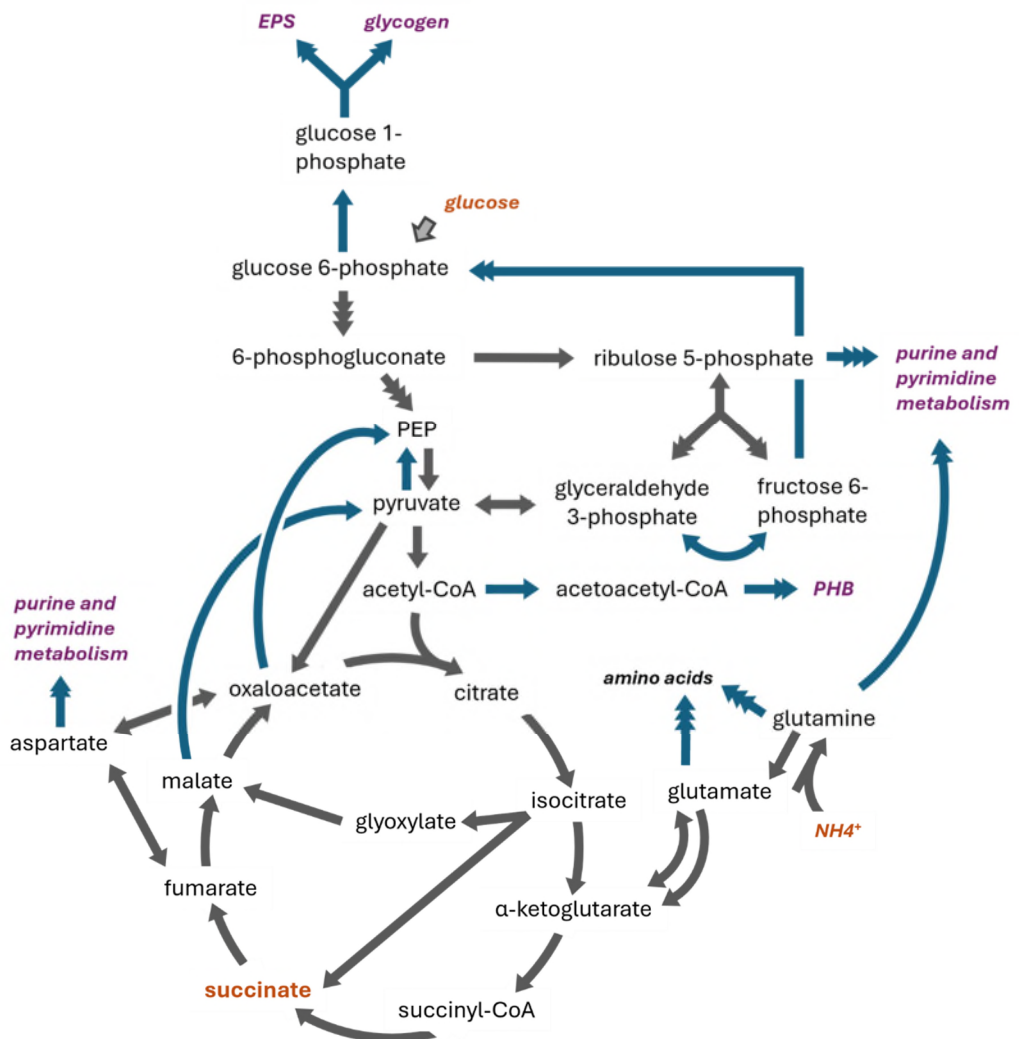 EPS
glycogen
glucose 1-
phosphate
glucose
glucose 6-phosphate
6-phosphogluconate
ribulose 5-phosphate
purine and
pyrimidine
metabolism
PEP
pyruvate
glyceraldehyde
3-phosphate
fructose 6-
phosphate
acetyl-CoA
acetoacetyl-CoA
PHB
purine and
pyrimidine
metabolism
oxaloacetate
citrate
amino acids
glutamine
aspartate
malate
isocitrate
glutamate
glyoxylate
NH4⁺
fumarate
α-ketoglutarate
succinate
succinyl-CoA